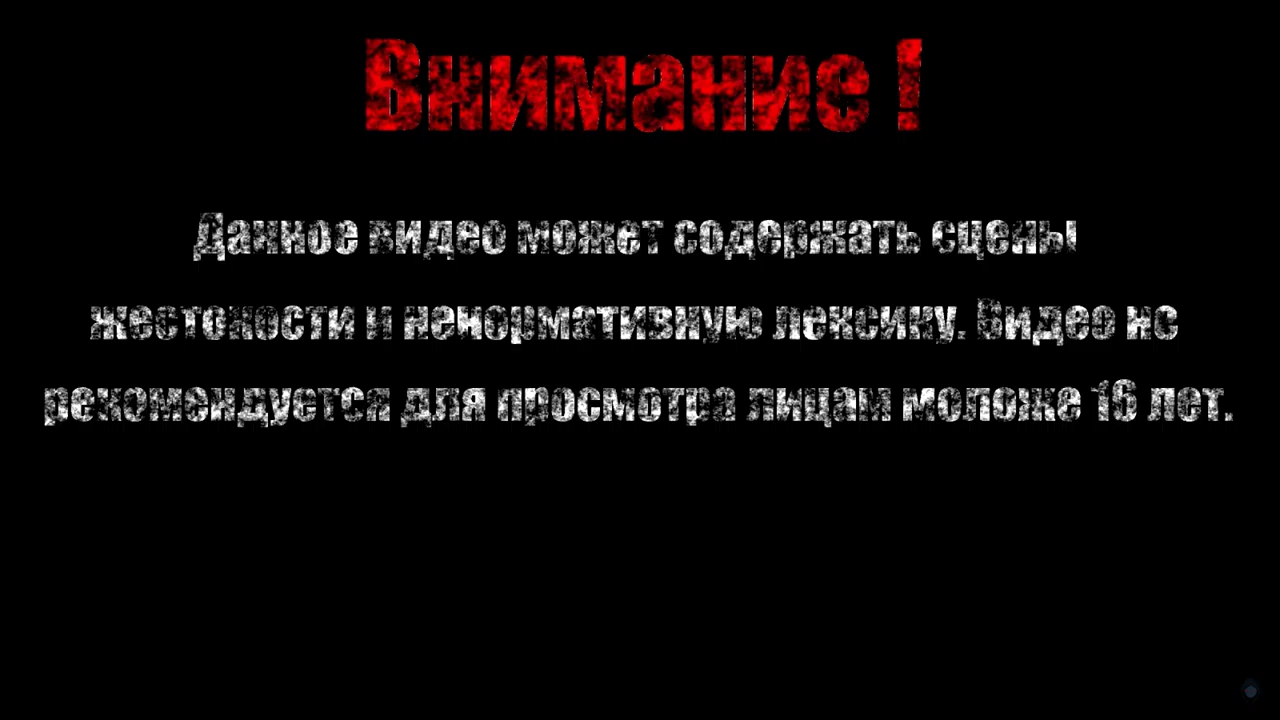 Внимание !
Данное видео может содержать сцены
жестокости и ненормативную лексику. Видео не
рекомендуется для просмотра лицам моложе 16 лет.